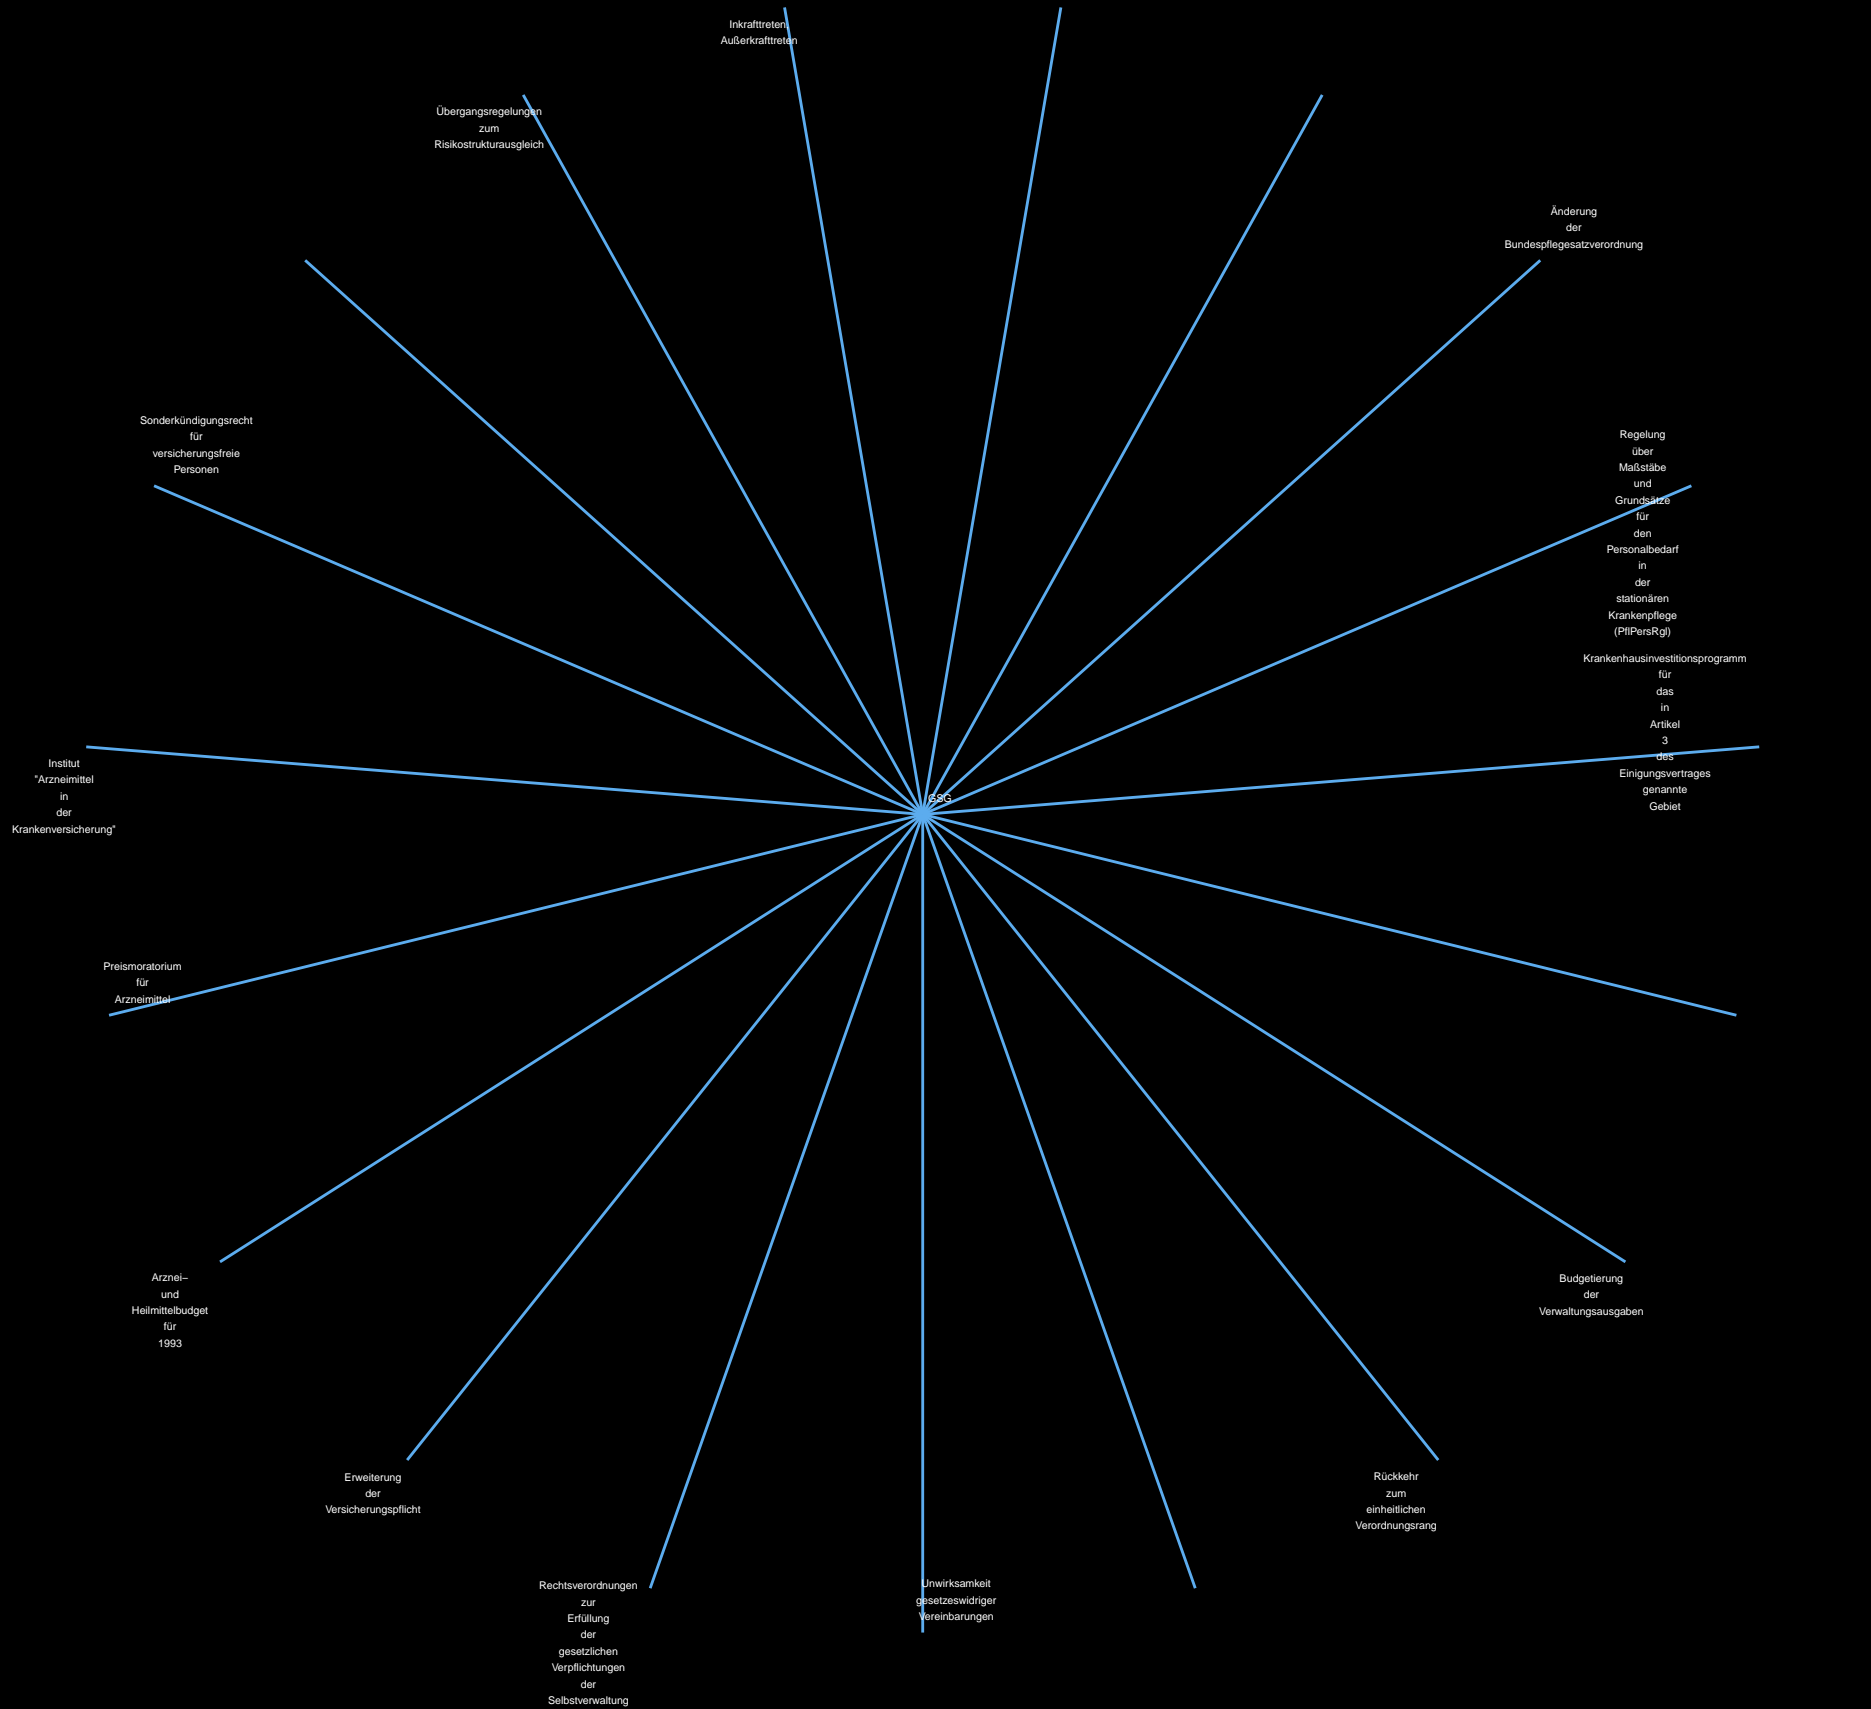 Inkrafttreten,
Außerkrafttreten
Übergangsregelungen
zum
Risikostrukturausgleich
Änderung
der
Bundespflegesatzverordnung
Sonderkündigungsrecht
für
versicherungsfreie
Personen
Regelung
über
Maßstäbe
und
Grundsätze
für
den
Personalbedarf
in
der
stationären
Krankenpflege
(PflPersRgl)
Krankenhausinvestitionsprogramm
für
das
in
Artikel
3
des
Einigungsvertrages
genannte
Gebiet
Institut
"Arzneimittel
in
der
Krankenversicherung"
GSG
Preismoratorium
für
Arzneimittel
Arznei–
und
Heilmittelbudget
für
1993
Budgetierung
der
Verwaltungsausgaben
Erweiterung
der
Versicherungspflicht
Rückkehr
zum
einheitlichen
Verordnungsrang
Rechtsverordnungen
zur
Erfüllung
der
gesetzlichen
Verpflichtungen
der
Selbstverwaltung
Unwirksamkeit
gesetzeswidriger
Vereinbarungen